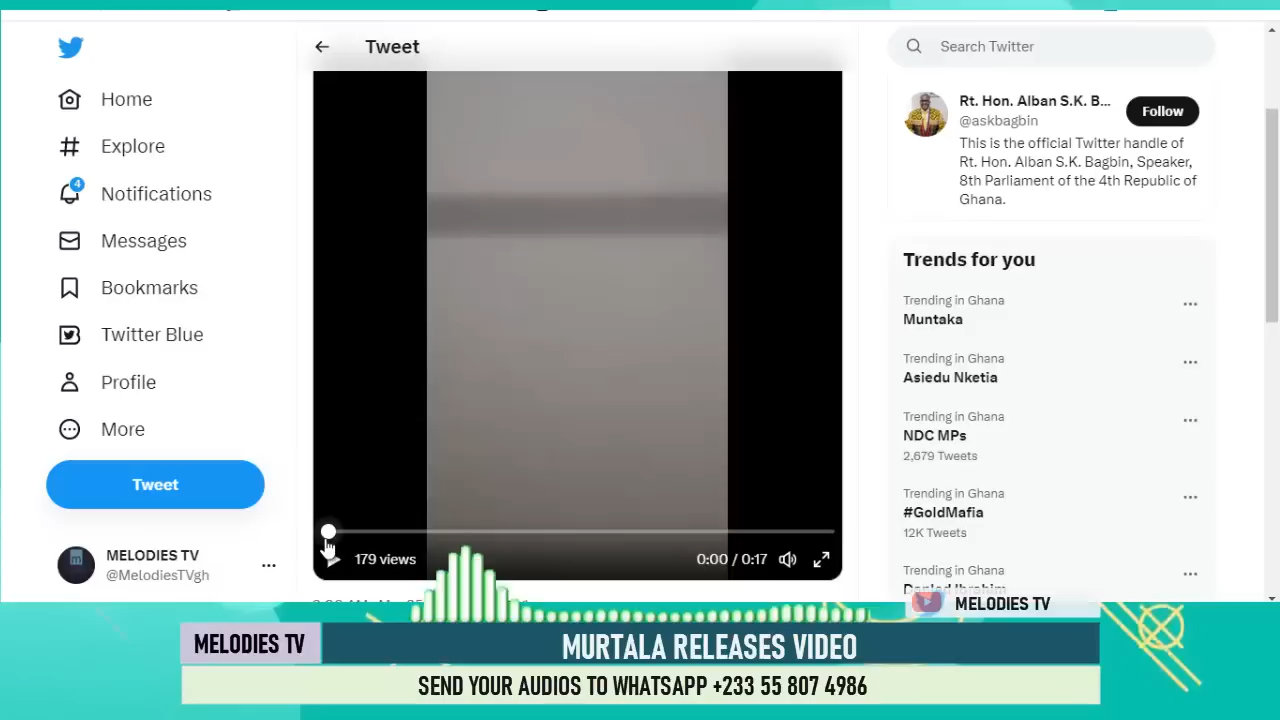 Tweet
Search Twitter
Home
Explore
4
Notifications
Messages
Bookmarks
Twitter Blue
Profile
More
Tweet
MELODIES TV
@MelodiesTVgh
179 views
0:00 / 0:17
Rt. Hon. Alban S.K. B...
@askbagbin
Follow
This is the official Twitter handle of
Rt. Hon. Alban S.K. Bagbin, Speaker,
8th Parliament of the 4th Republic of
Ghana.
Trends for you
Trending in Ghana
Muntaka
Trending in Ghana
Asiedu Nketia
Trending in Ghana
NDC MPs
2,679 Tweets
Trending in Ghana
#GoldMafia
12K Tweets
Trending in Ghana
MELODIES TV
MELODIES TV
MURTALA RELEASES VIDEO
SEND YOUR AUDIOS TO WHATSAPP +233 55 807 4986